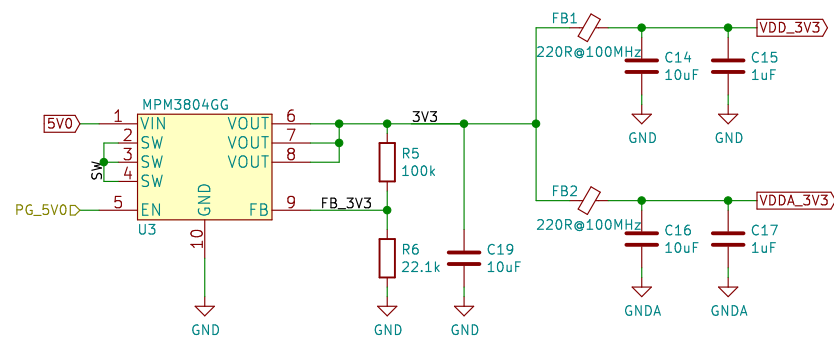 FB1
VDD_3V3
220R@100MHz
C14
10uF
C15
1uF
GND
GND
MPM3804GG
5V0
1
VIN
VOUT
6
3V3
2
SW
VOUT
7
3
SW
VOUT
8
4
SW
SW
R5
100k
PG_5V0
5
EN
GND
FB
9
FB_3V3
U3
10
GND
R6
22.1k
GND
C19
10uF
GND
FB2
VDDA_3V3
220R@100MHz
C16
10uF
C17
1uF
GNDA
GNDA